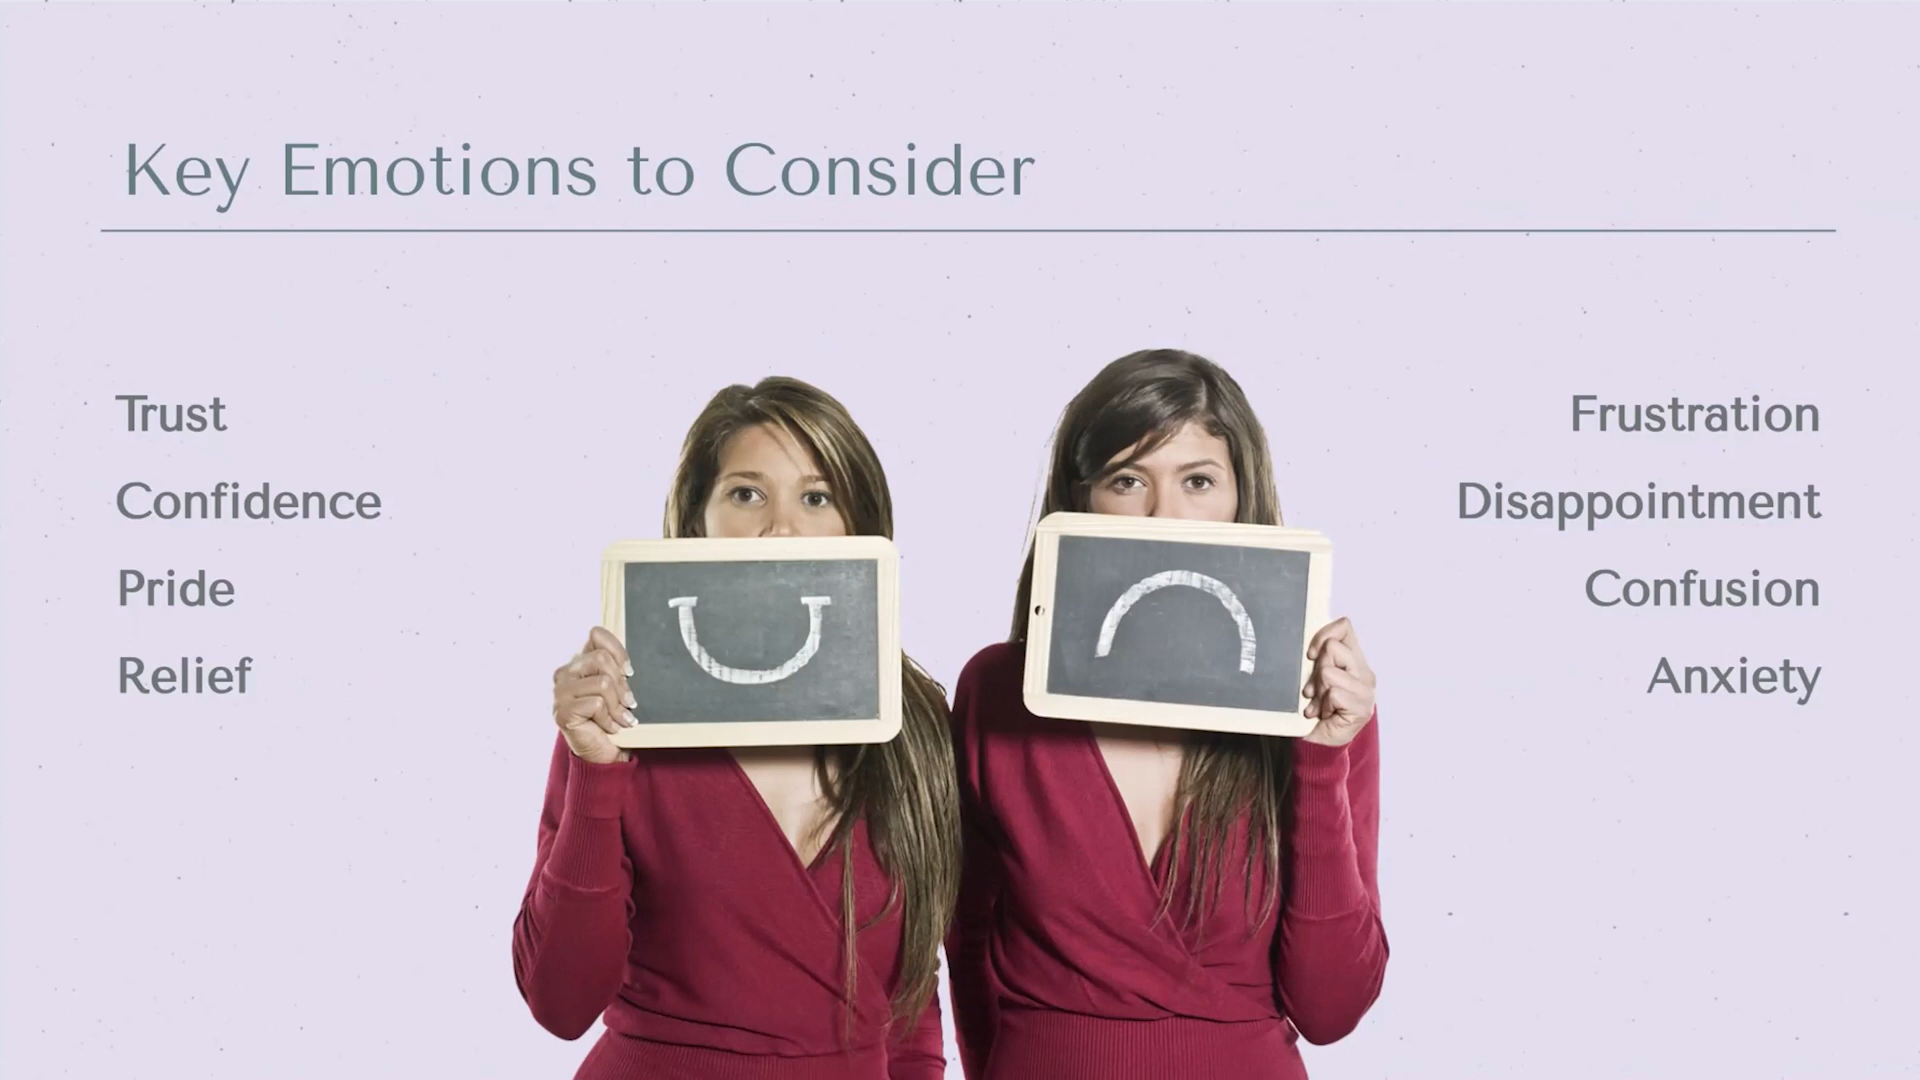 Key Emotions to Consider
Trust
Confidence
Pride
Relief
Frustration
Disappointment
Confusion
Anxiety